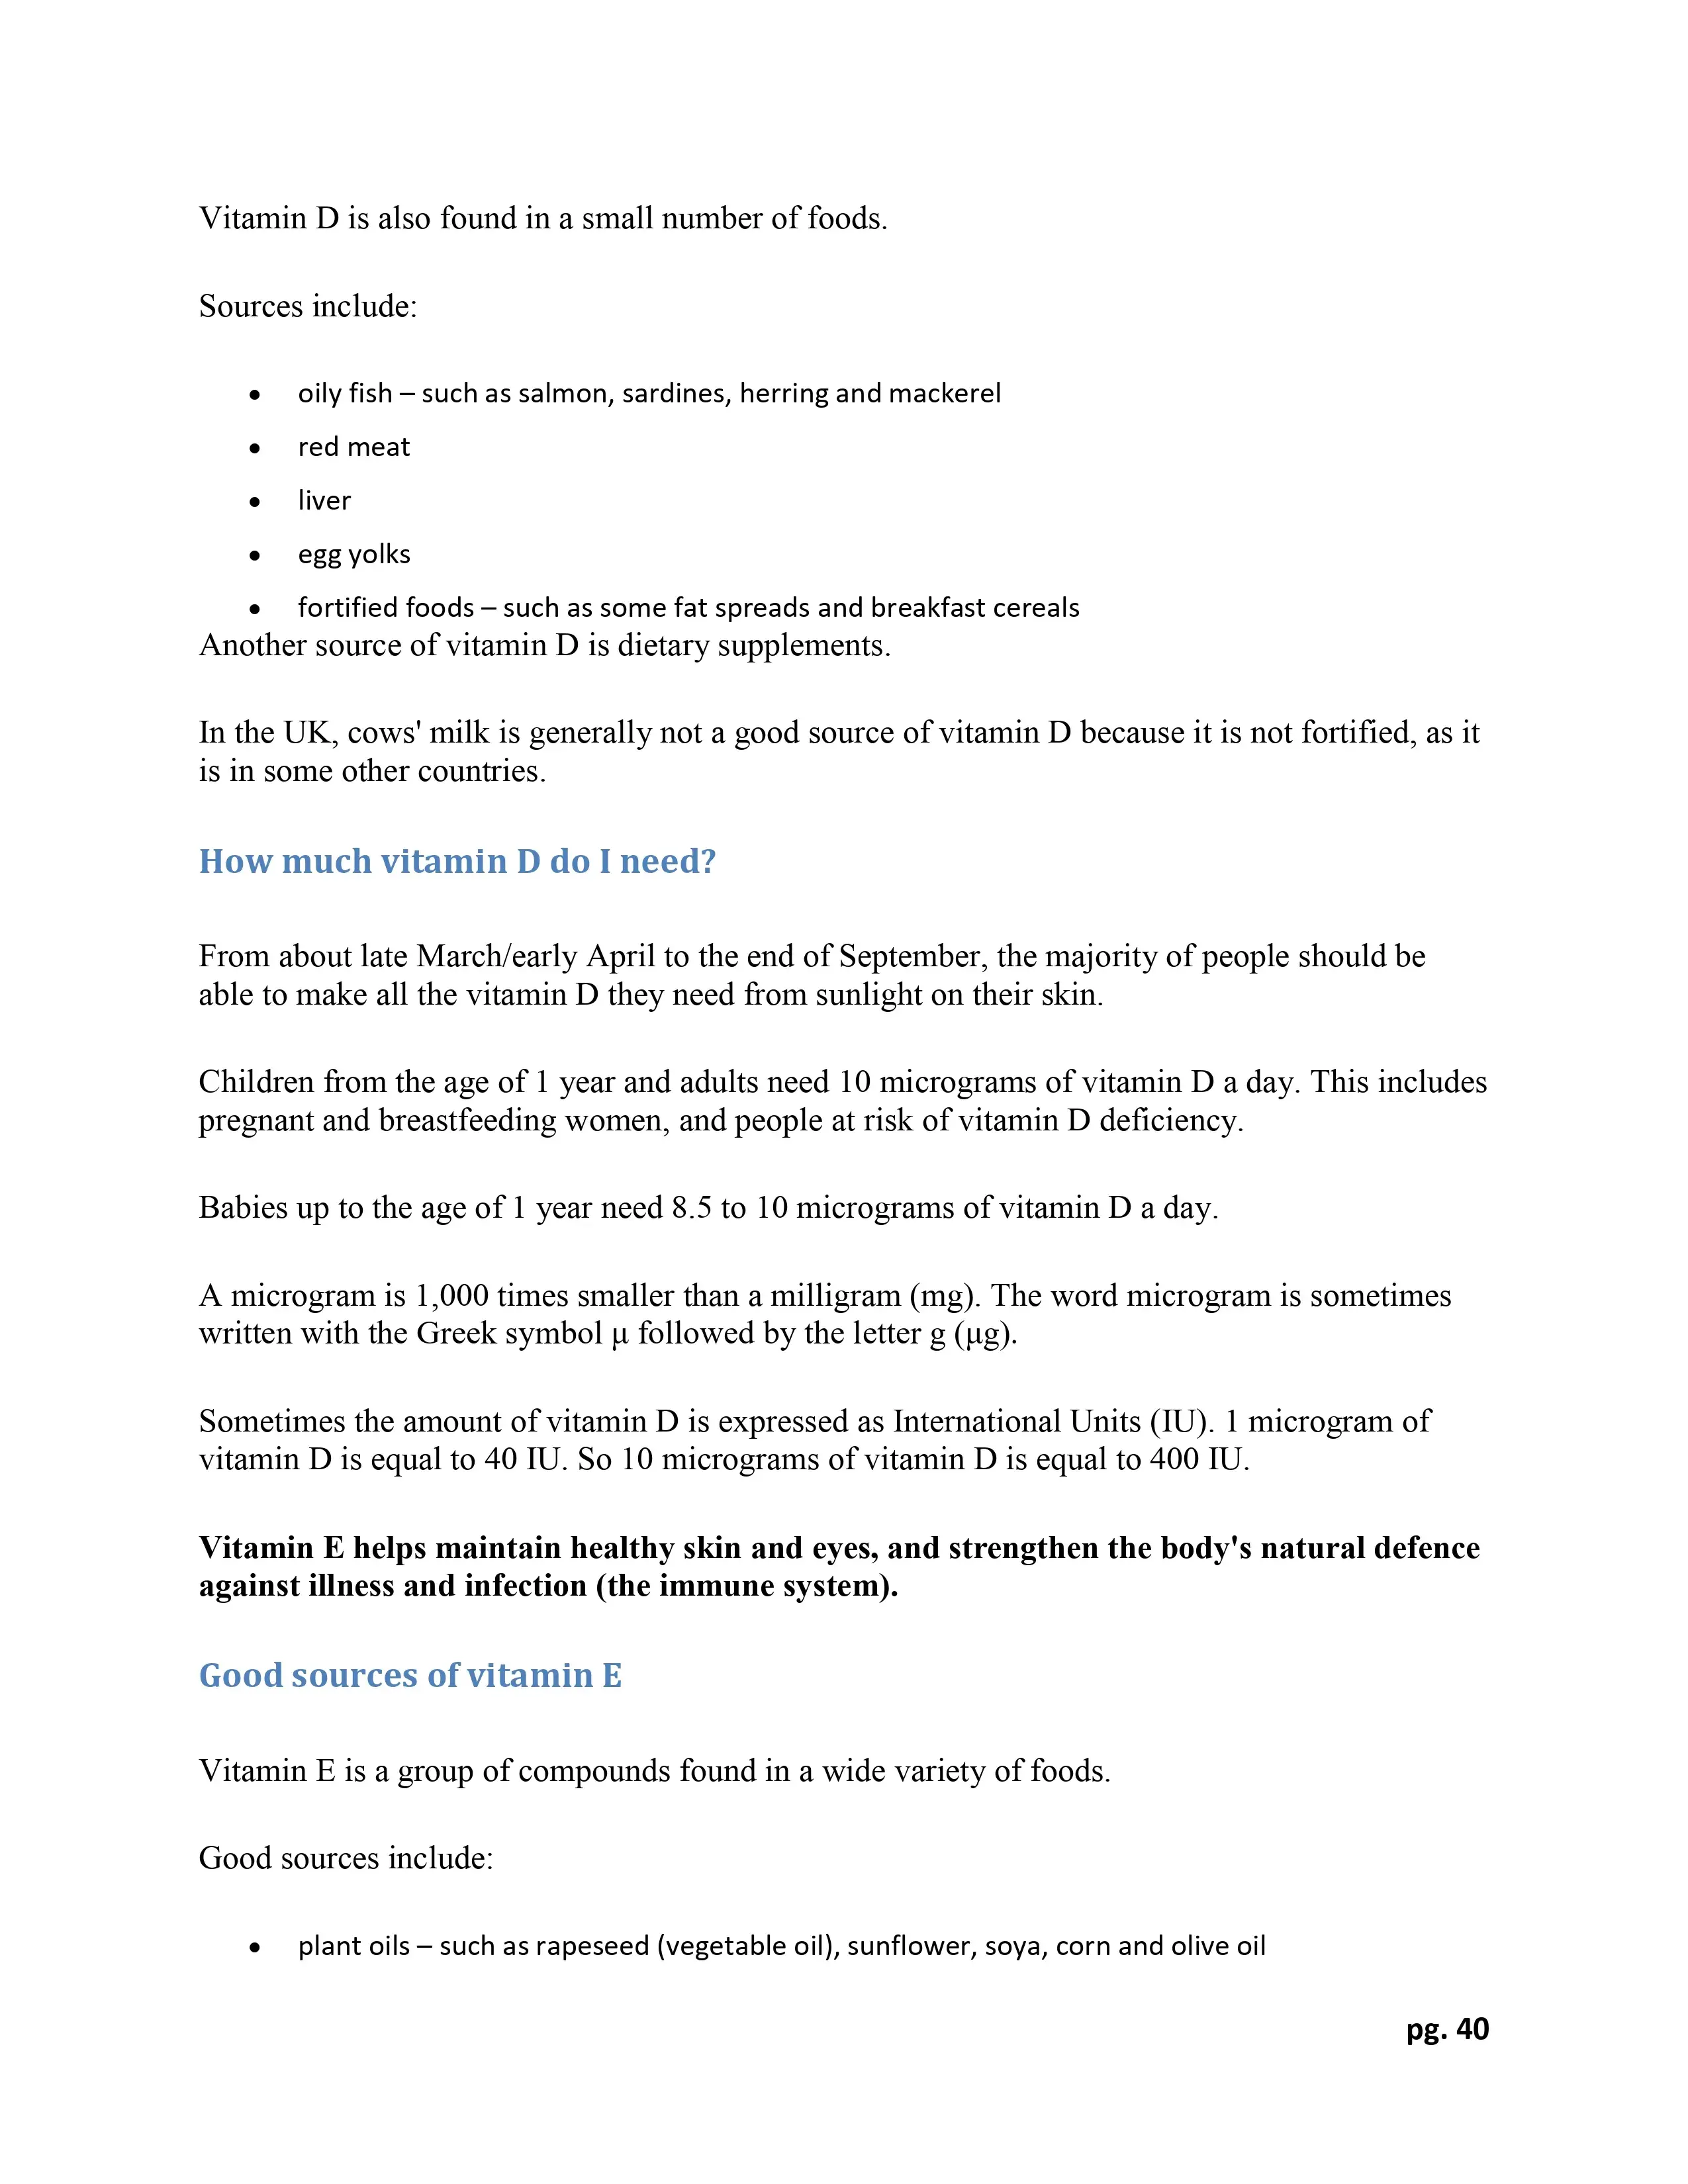 Vitamin D is also found in a small number of foods.
Sources include:
• oily fish – such as salmon, sardines, herring and mackerel
• red meat
• liver
• egg yolks
• fortified foods – such as some fat spreads and breakfast cereals
Another source of vitamin D is dietary supplements.
In the UK, cows' milk is generally not a good source of vitamin D because it is not fortified, as it
is in some other countries.
How much vitamin D do I need?
From about late March/early April to the end of September, the majority of people should be
able to make all the vitamin D they need from sunlight on their skin.
Children from the age of 1 year and adults need 10 micrograms of vitamin D a day. This includes
pregnant and breastfeeding women, and people at risk of vitamin D deficiency.
Babies up to the age of 1 year need 8.5 to 10 micrograms of vitamin D a day.
A microgram is 1,000 times smaller than a milligram (mg). The word microgram is sometimes
written with the Greek symbol μ followed by the letter g (μg).
Sometimes the amount of vitamin D is expressed as International Units (IU). 1 microgram of
vitamin D is equal to 40 IU. So 10 micrograms of vitamin D is equal to 400 IU.
Vitamin E helps maintain healthy skin and eyes, and strengthen the body's natural defence
against illness and infection (the immune system).
Good sources of vitamin E
Vitamin E is a group of compounds found in a wide variety of foods.
Good sources include:
• plant oils – such as rapeseed (vegetable oil), sunflower, soya, corn and olive oil
pg. 40